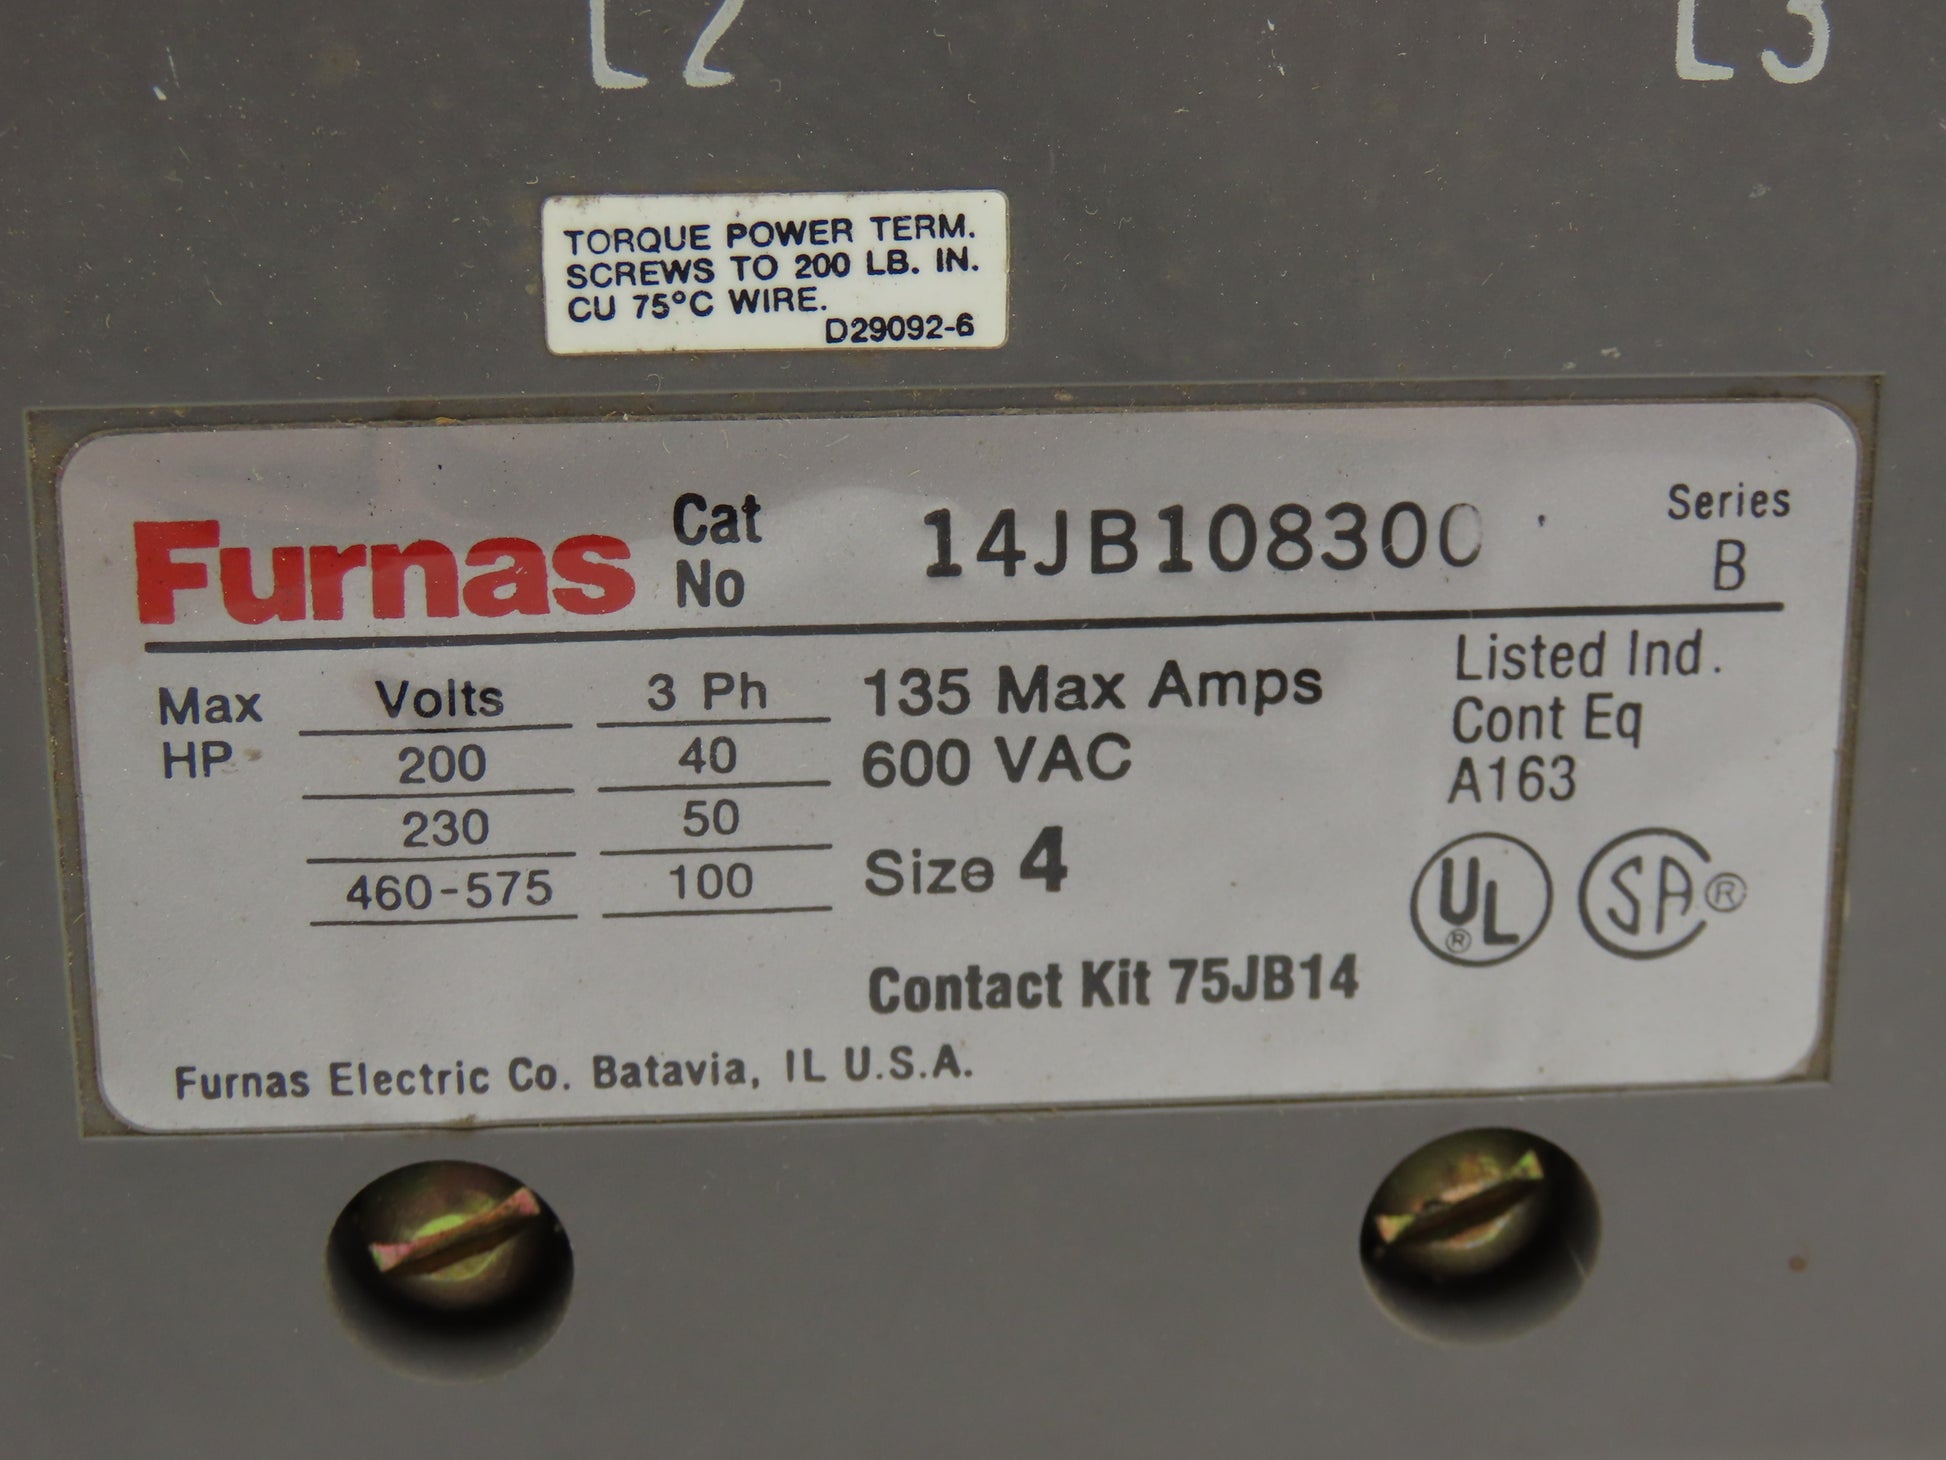 L2 L3
TORQUE POWER TERM.
SCREWS TO 200 LB. IN.
CU 75°C WIRE.
D29092-6
Furnas Cat No 14JB108300 Series B
Max HP
Volts 3 Ph
200 40
230 50
460-575 100
135 Max Amps
600 VAC
Size 4
Contact Kit 75JB14
Listed Ind.
Cont Eq
A163
UL® SA®
Furnas Electric Co. Batavia, IL U.S.A.